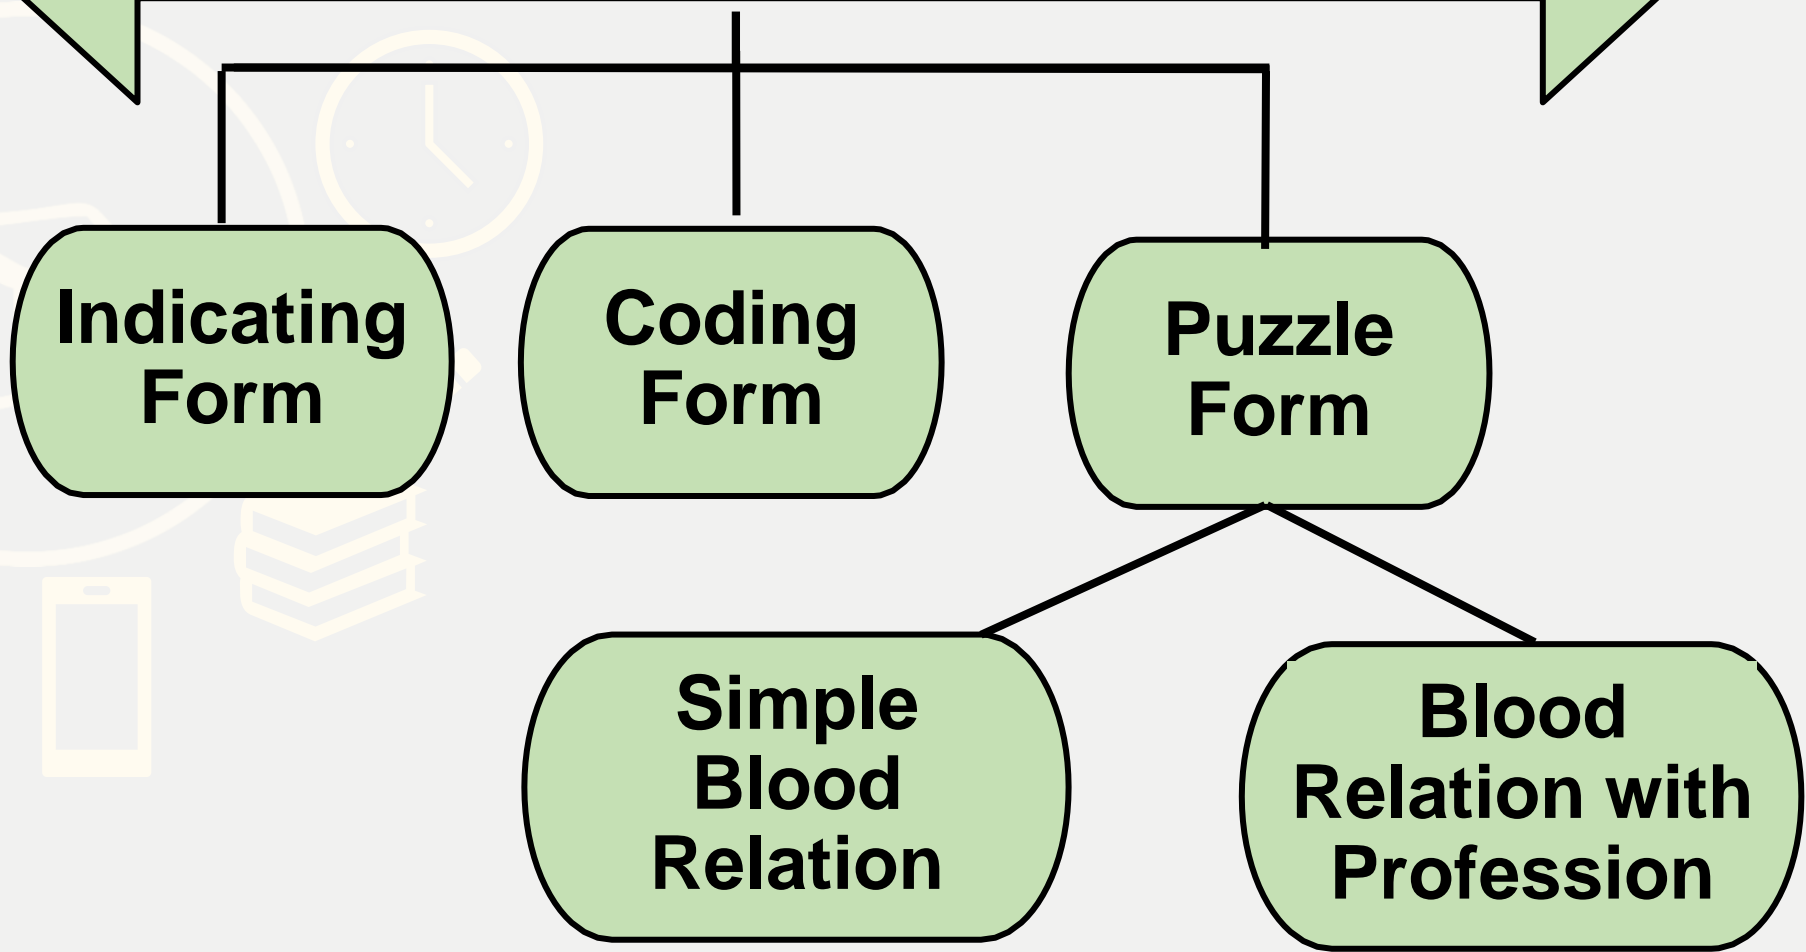 Indicating
Form
Coding
Form
Puzzle
Form
Simple
Blood
Relation
Blood
Relation with
Profession